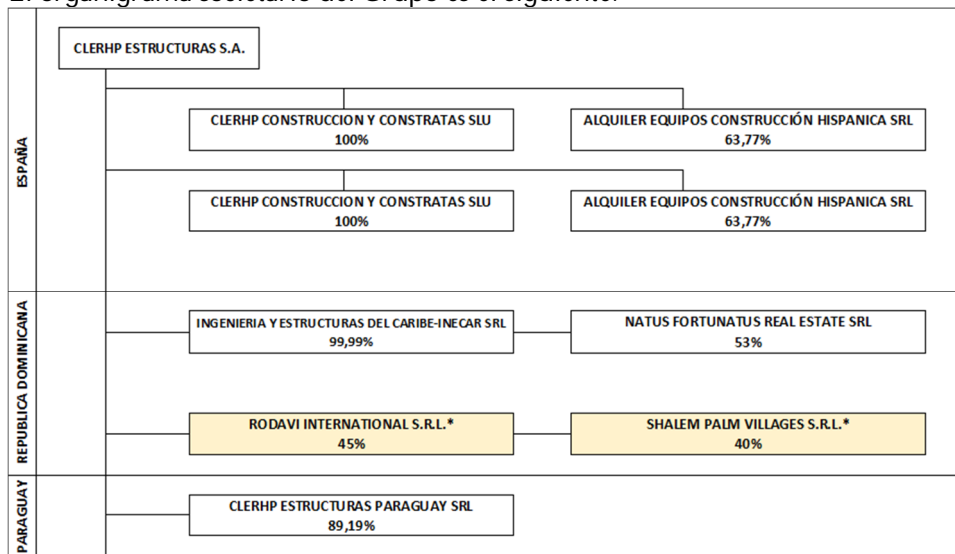 El organigrama societario del Grupo es el siguiente:
CLERHP ESTRUCTURAS S.A.
ESPAÑA
CLERHP CONSTRUCCION Y CONSTRATAS SLU
100%
ALQUILER EQUIPOS CONSTRUCCIÓN HISPANICA SRL
63,77%
CLERHP CONSTRUCCION Y CONSTRATAS SLU
100%
ALQUILER EQUIPOS CONSTRUCCIÓN HISPANICA SRL
63,77%
REPUBLICA DOMINICANA
INGENIERIA Y ESTRUCTURAS DEL CARIBE-INECAR SRL
99,99%
NATUS FORTUNATUS REAL ESTATE SRL
53%
RODAVI INTERNATIONAL S.R.L.*
45%
SHALEM PALM VILLAGES S.R.L.*
40%
PARAGUAY
CLERHP ESTRUCTURAS PARAGUAY SRL
89,19%